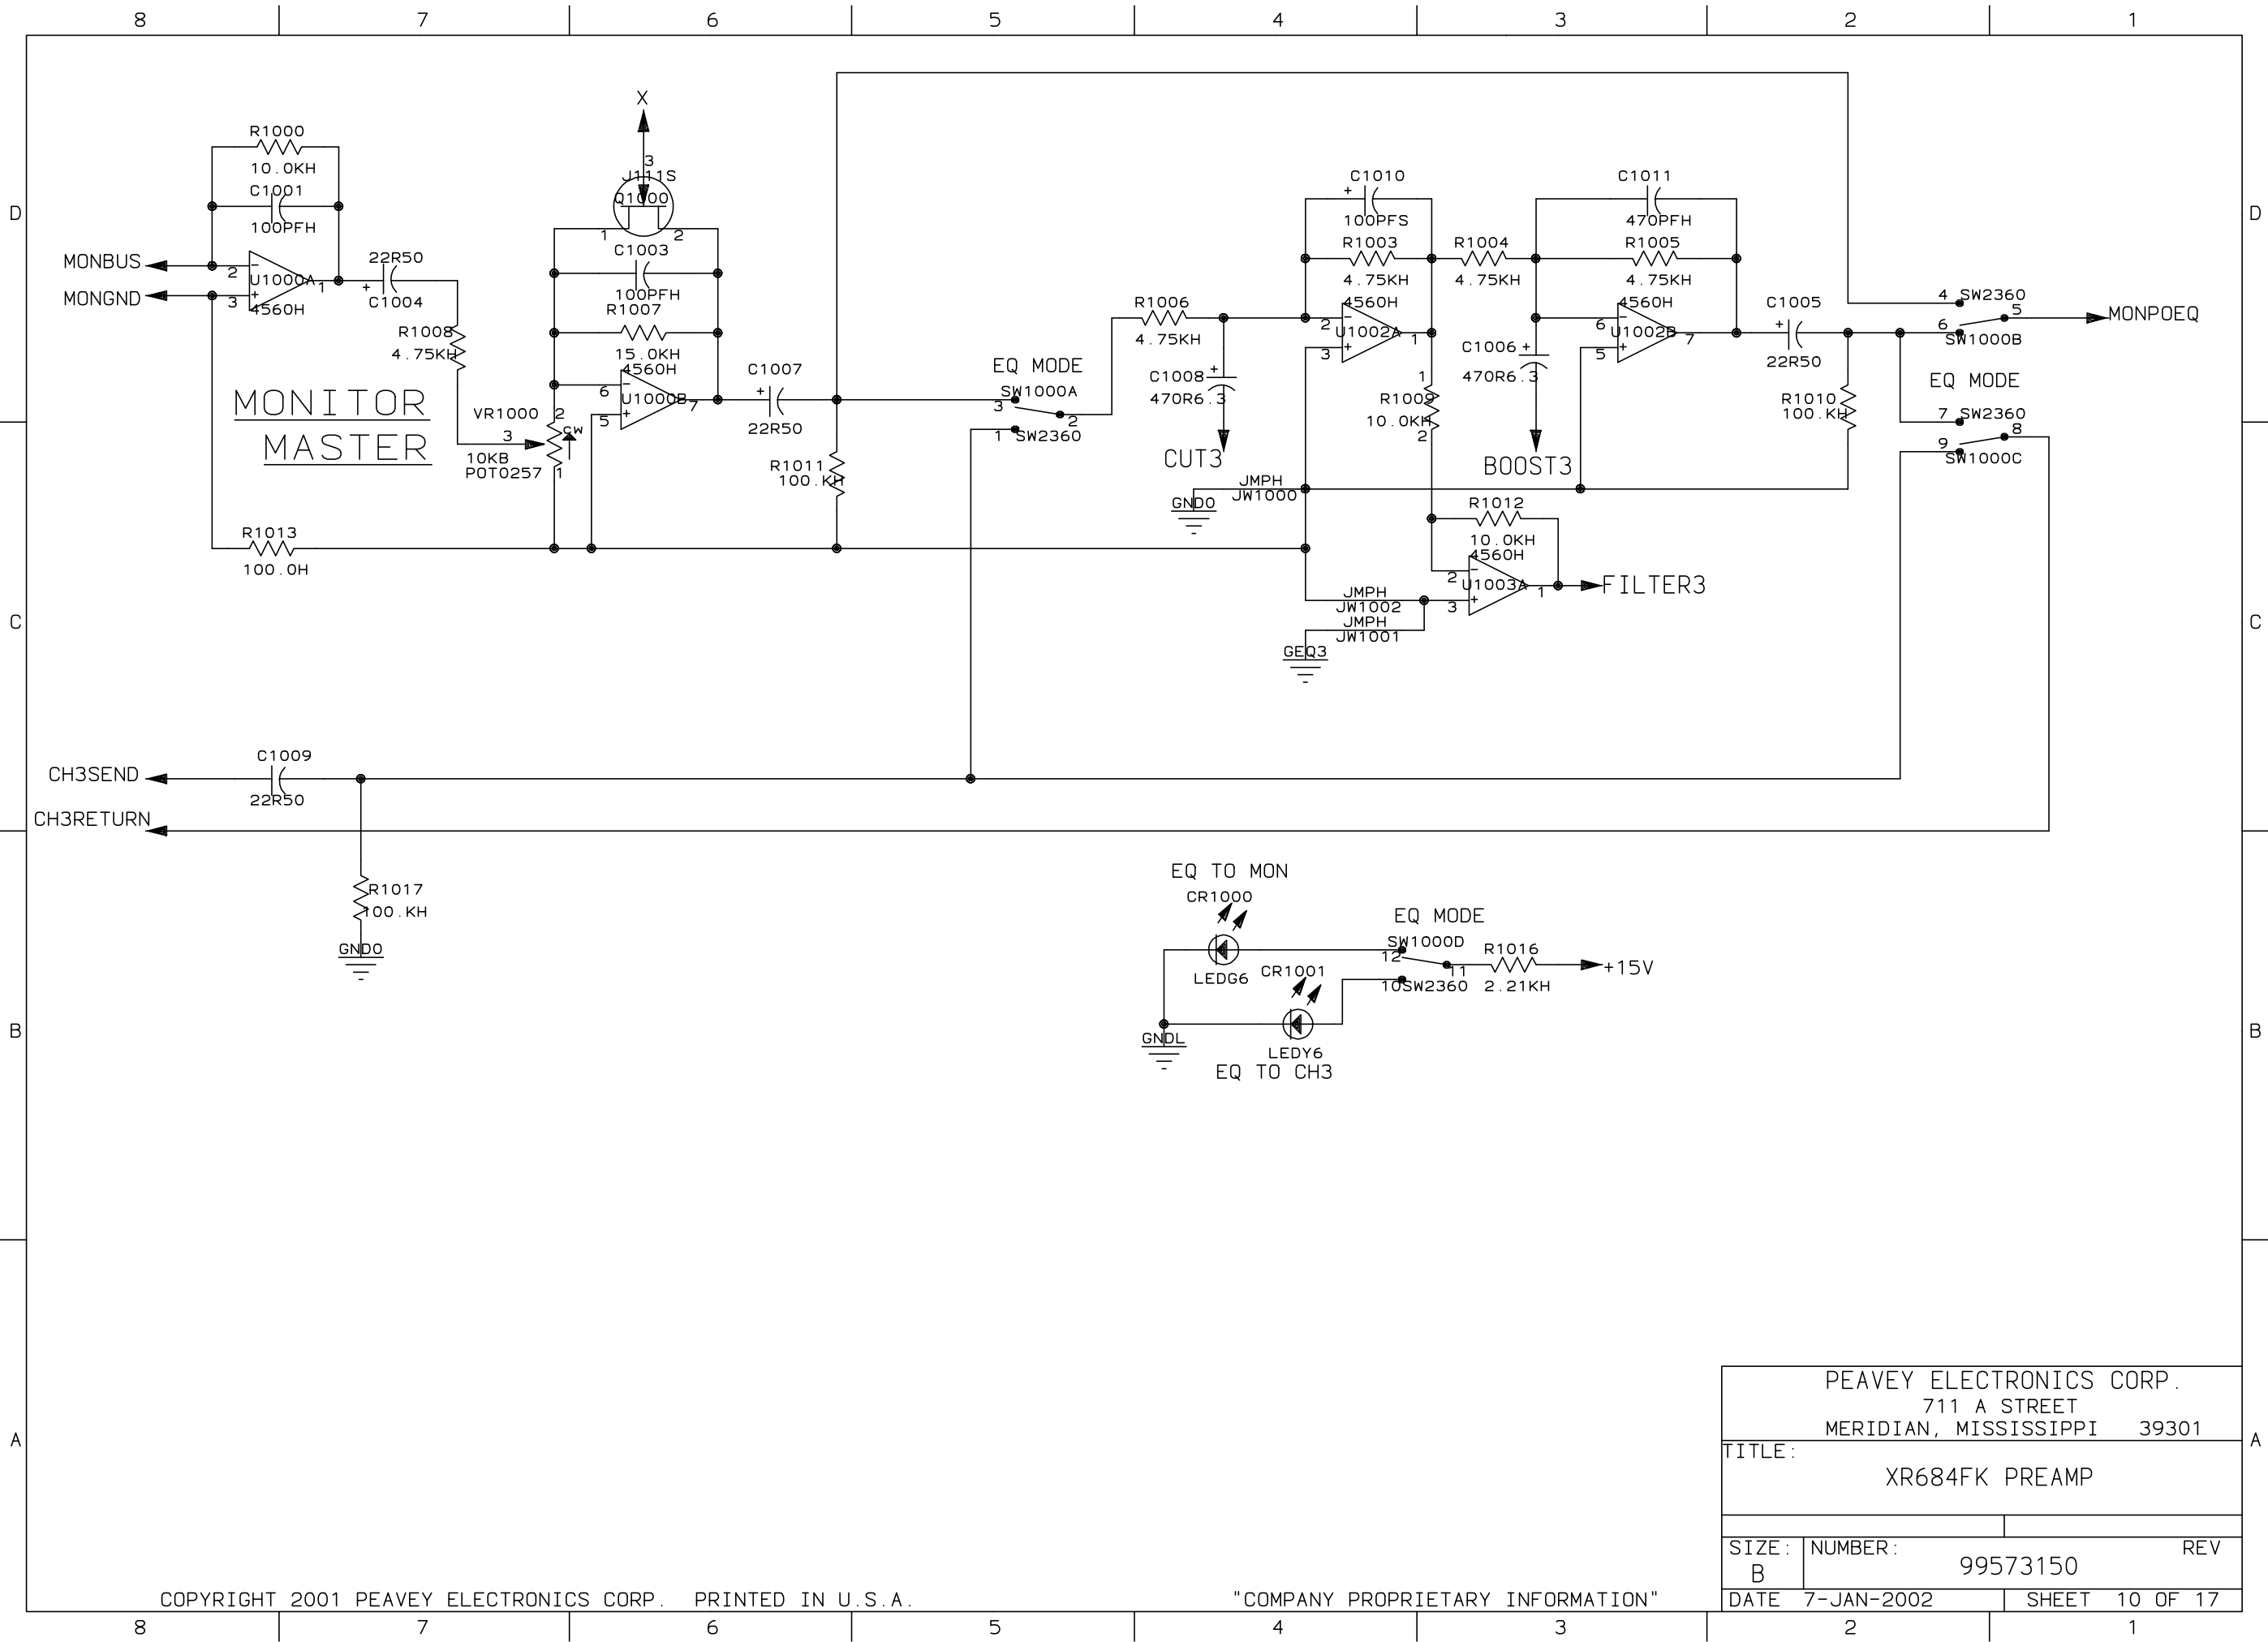 8 7 6 5 4 3 2 1
D
D
C
C
B
B
A
A
X
3
J111S
Q1000
1 2
R1000
10.0KH
C1001
100PFH
MONBUS
MONGND
2
3
U1000A
1
4560H
22R50
+
C1004
R1008
4.75KH
MONITOR
MASTER
C1003
100PFH
R1007
15.0KH
4560H
6
5
U1000B
7
VR1000
2
CW
3
10KB
POT0257
1
C1007
+
22R50
R1011
100.KH
R1013
100.0H
EQ MODE
SW1000A
3
2
1
SW2360
R1006
4.75KH
C1008
+
470R6.3
CUT3
C1010
+
100PFS
R1003
4.75KH
4560H
2
U1002A
3
1
R1004
4.75KH
1
R1009
10.0KH
2
C1011
470PFH
R1005
4.75KH
4560H
6
U1002B
5
7
C1006
+
470R6.3
BOOST3
C1005
+
22R50
R1010
100.KH
4 SW2360
5
6
SW1000B
MONPOEQ
EQ MODE
7 SW2360
8
9
SW1000C
JMPH
JW1000
GNDO
R1012
10.0KH
4560H
2
U1003A
3
1
FILTER3
JMPH
JW1002
JMPH
JW1001
GEQ3
C1009
CH3SEND
22R50
CH3RETURN
R1017
100.KH
GNDO
EQ TO MON
CR1000
LEDG6
CR1001
LEDY6
EQ TO CH3
GNDL
EQ MODE
SW1000D
12
11
10 SW2360
R1016
2.21KH
+15V
PEAVEY ELECTRONICS CORP.
711 A STREET
MERIDIAN, MISSISSIPPI 39301
TITLE:
XR684FK PREAMP
SIZE:
B
NUMBER:
99573150
REV
DATE 7-JAN-2002
SHEET 10 OF 17
COPYRIGHT 2001 PEAVEY ELECTRONICS CORP. PRINTED IN U.S.A.
"COMPANY PROPRIETARY INFORMATION"
8 7 6 5 4 3 2 1